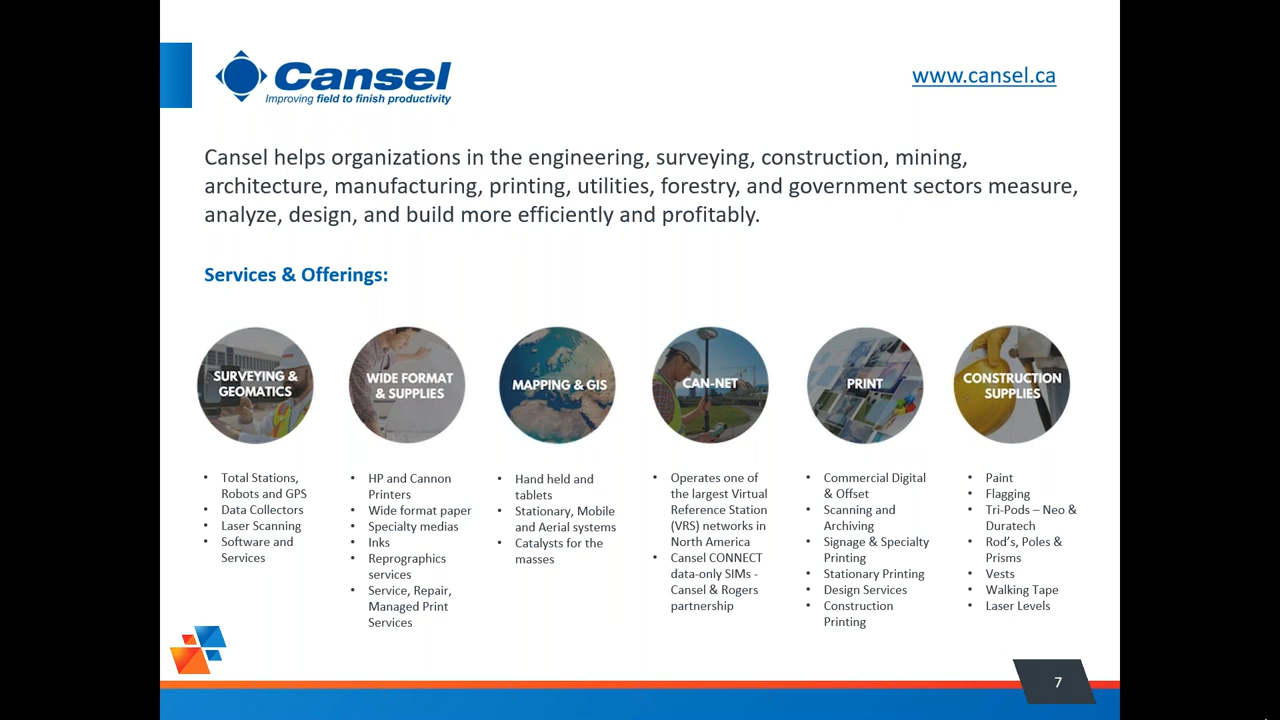 Cansel
Improving field to finish productivity
www.cansel.ca
Cansel helps organizations in the engineering, surveying, construction, mining,
architecture, manufacturing, printing, utilities, forestry, and government sectors measure,
analyze, design, and build more efficiently and profitably.
Services & Offerings:
SURVEYING &
GEOMATICS
• Total Stations,
Robots and GPS
• Data Collectors
• Laser Scanning
• Software and
Services
WIDE FORMAT
& SUPPLIES
• HP and Cannon
Printers
• Wide format paper
• Specialty medias
• Inks
• Reprographics
services
• Service, Repair,
Managed Print
Services
MAPPING & GIS
• Hand held and
tablets
• Stationary, Mobile
and Aerial systems
• Catalysts for the
masses
CAN-NET
• Operates one of
the largest Virtual
Reference Station
(VRS) networks in
North America
• Cansel CONNECT
data-only SIMs -
Cansel & Rogers
partnership
PRINT
• Commercial Digital
& Offset
• Scanning and
Archiving
• Signage & Specialty
Printing
• Stationary Printing
• Design Services
• Construction
Printing
CONSTRUCTION
SUPPLIES
• Paint
• Flagging
• Tri-Pods – Neo &
Duratech
• Rod's, Poles &
Prisms
• Vests
• Walking Tape
• Laser Levels
7